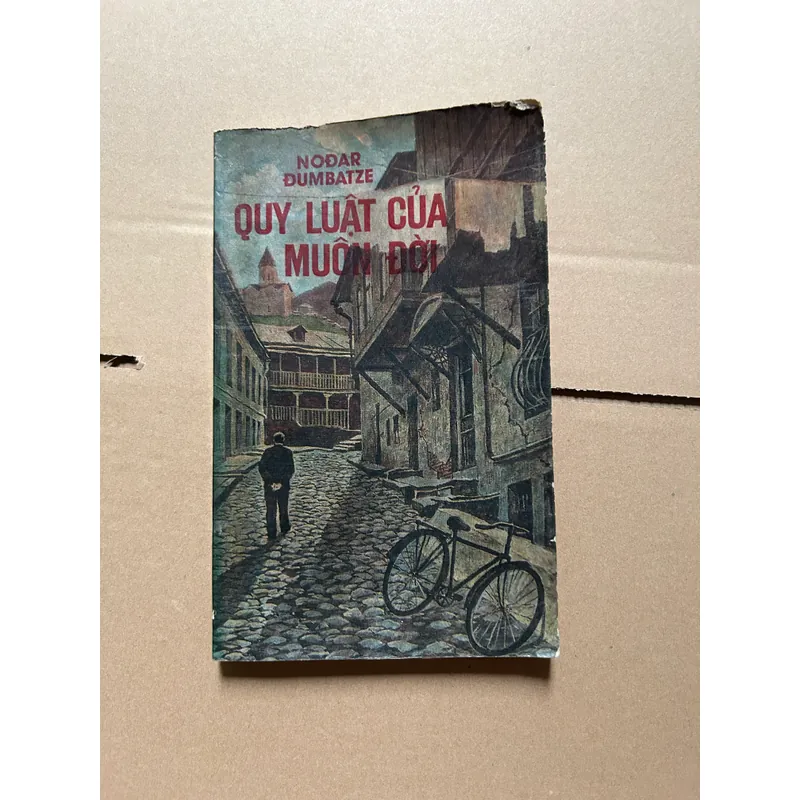 NOĐAR
ĐUMBATZE
QUY LUẬT CỦA
MUÔN ĐỜI